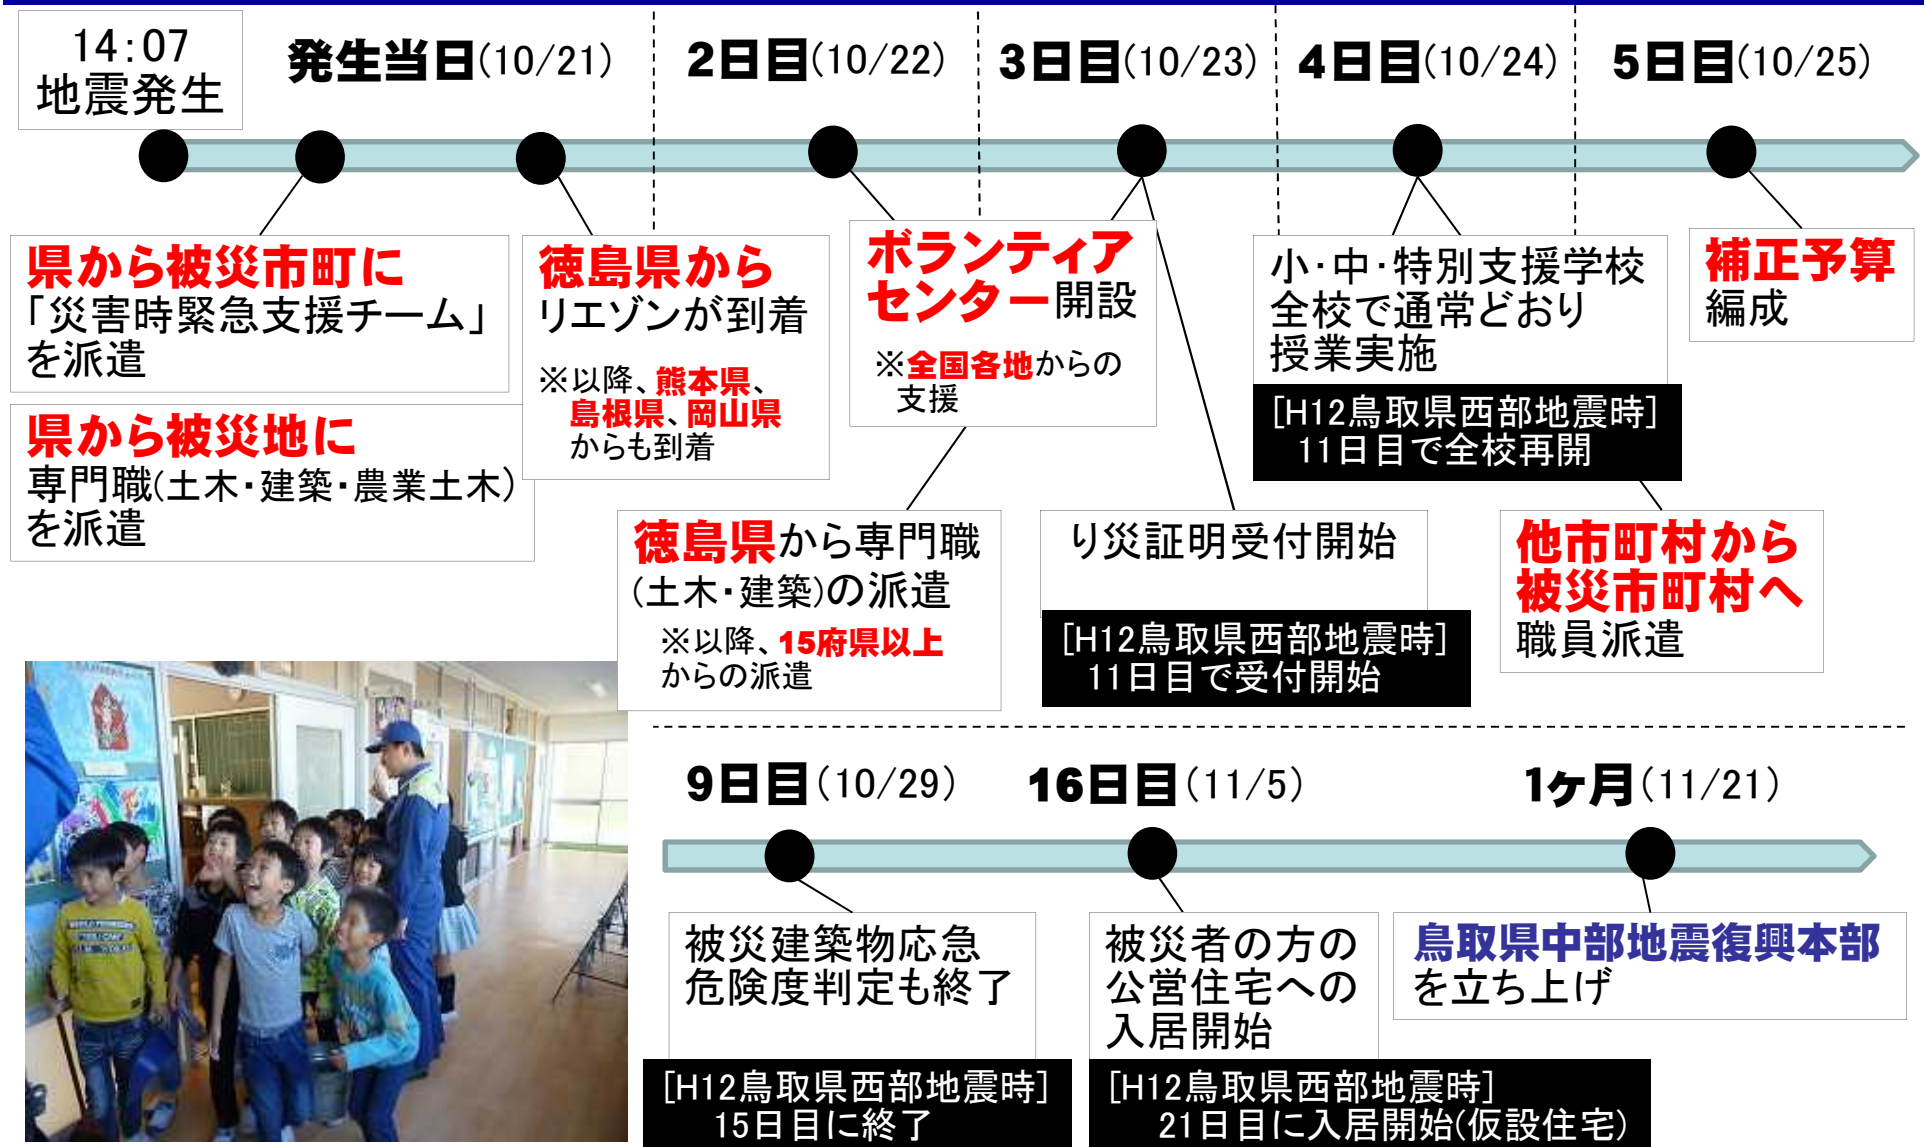 14:07
地震発生
発生当日(10/21)
2日目(10/22)
3日目(10/23)
4日目(10/24)
5日目(10/25)
県から被災市町に
「災害時緊急支援チーム」
を派遣
県から被災地に
専門職(土木・建築・農業土木)
を派遣
徳島県から
リエゾンが到着
※以降、熊本県、
島根県、岡山県
からも到着
ボランティア
センター開設
※全国各地からの
支援
徳島県から専門職
(土木・建築)の派遣
※以降、15府県以上
からの派遣
り災証明受付開始
[H12鳥取県西部地震時]
11日目で受付開始
小・中・特別支援学校
全校で通常どおり
授業実施
[H12鳥取県西部地震時]
11日目で全校再開
他市町村から
被災市町村へ
職員派遣
補正予算
編成
9日目(10/29)
16日目(11/5)
1ヶ月(11/21)
被災建築物応急
危険度判定も終了
[H12鳥取県西部地震時]
15日目に終了
被災者の方の
公営住宅への
入居開始
[H12鳥取県西部地震時]
21日目に入居開始(仮設住宅)
鳥取県中部地震復興本部
を立ち上げ